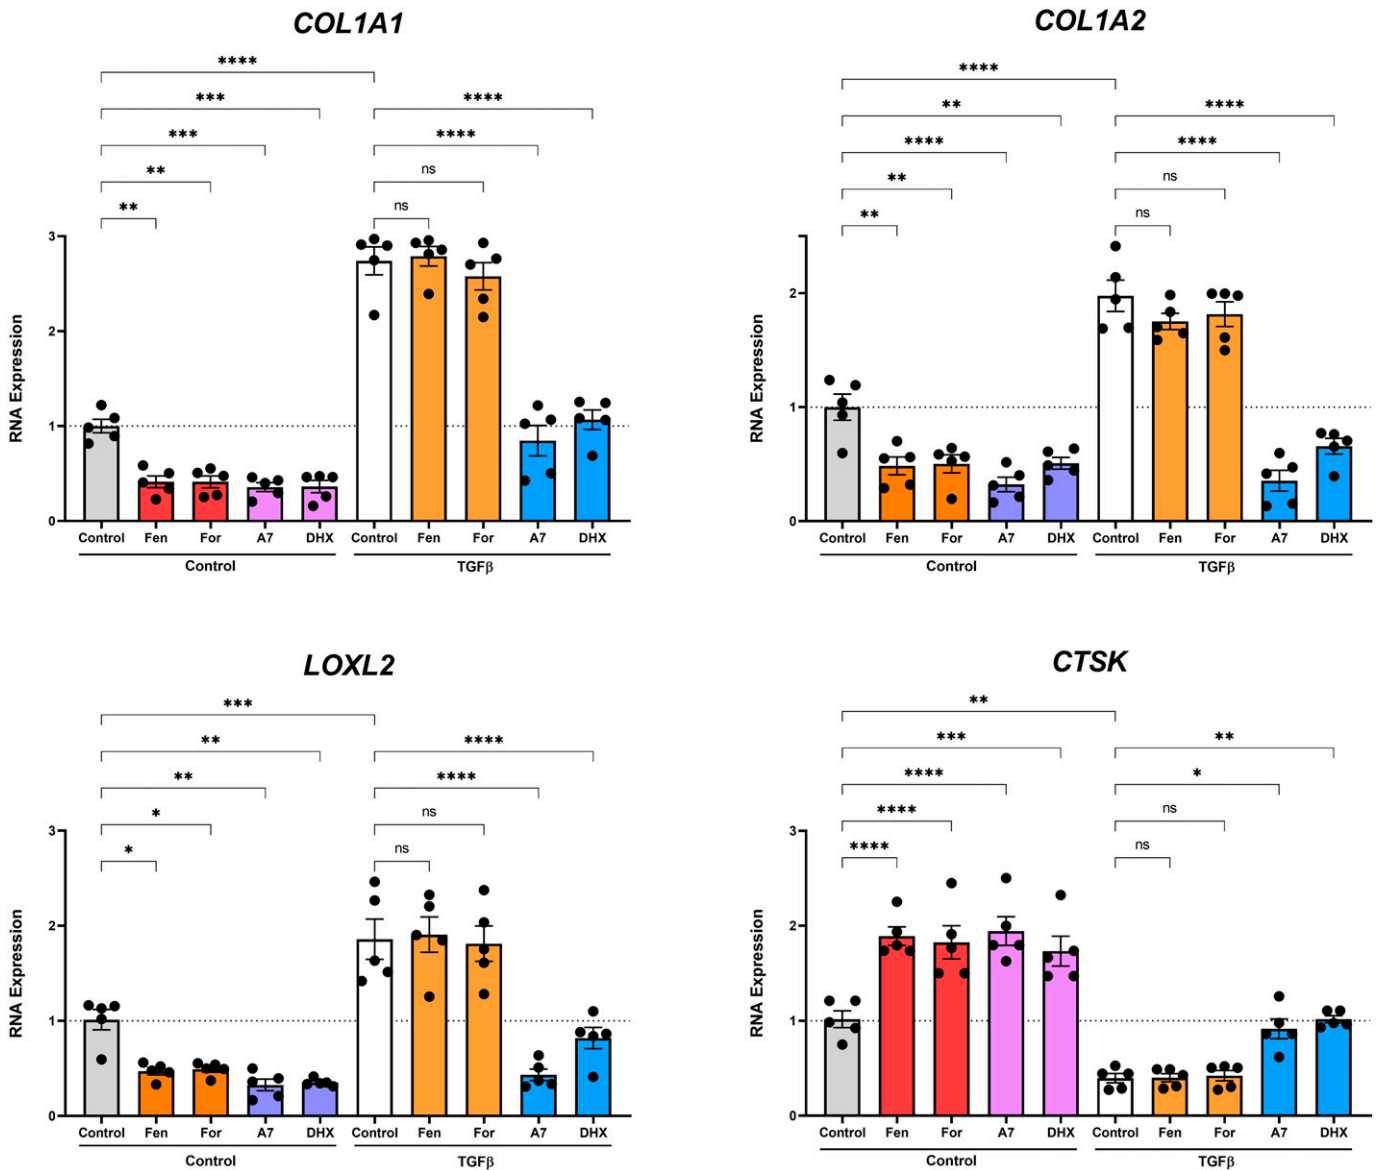 COL1A1
****
***
***
**
**
****
****
ns
ns
RNA Expression
3
2
1
0
Control Fen For A7 DHX Control Fen For A7 DHX
Control TGFβ
COL1A2
****
**
****
**
**
****
****
ns
ns
RNA Expression
2
1
0
Control Fen For A7 DHX Control Fen For A7 DHX
Control TGFβ
LOXL2
***
**
**
*
*
****
****
ns
ns
RNA Expression
3
2
1
0
Control Fen For A7 DHX Control Fen For A7 DHX
Control TGFβ
CTSK
**
***
****
****
****
**
*
ns
ns
RNA Expression
3
2
1
0
Control Fen For A7 DHX Control Fen For A7 DHX
Control TGFβ